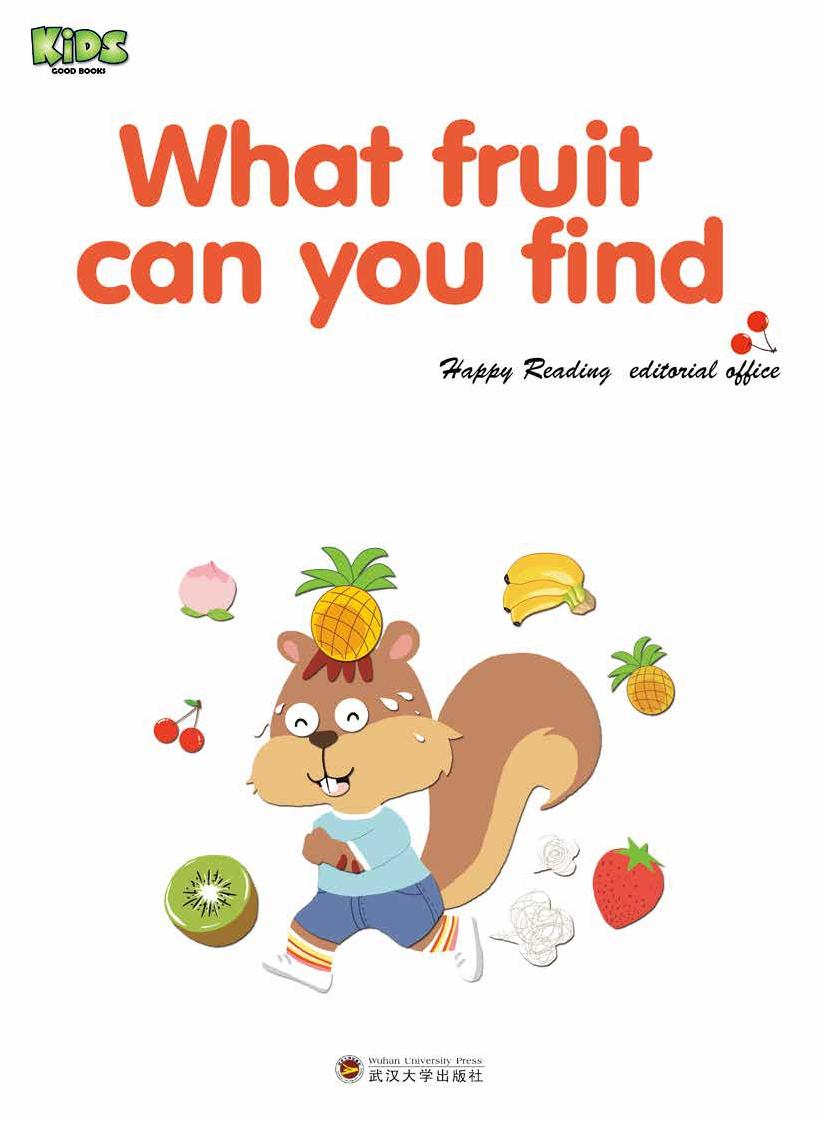 KiDS
GOOD BOOKS
What fruit
can you find
Happy Reading editorial office
Wuhan University Press
武汉大学出版社